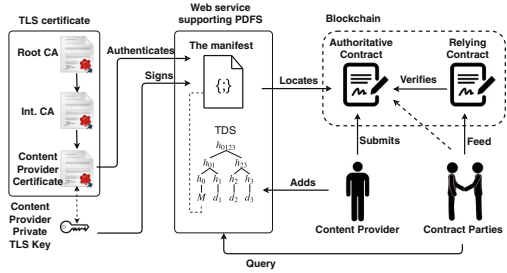 TLS certificate
Root CA
Int. CA
Content
Provider
Certificate
Content
Provider
Private
TLS Key
Authenticates
Signs
Web service
supporting PDFS
The manifest
{;}
TDS
h0123
h01 h23
h0 h1 h2 h3
M d1 d2 d3
Locates
Adds
Query
Blockchain
Authoritative
Contract
Relying
Contract
Verifies
Submits
Feed
Content Provider
Contract Parties